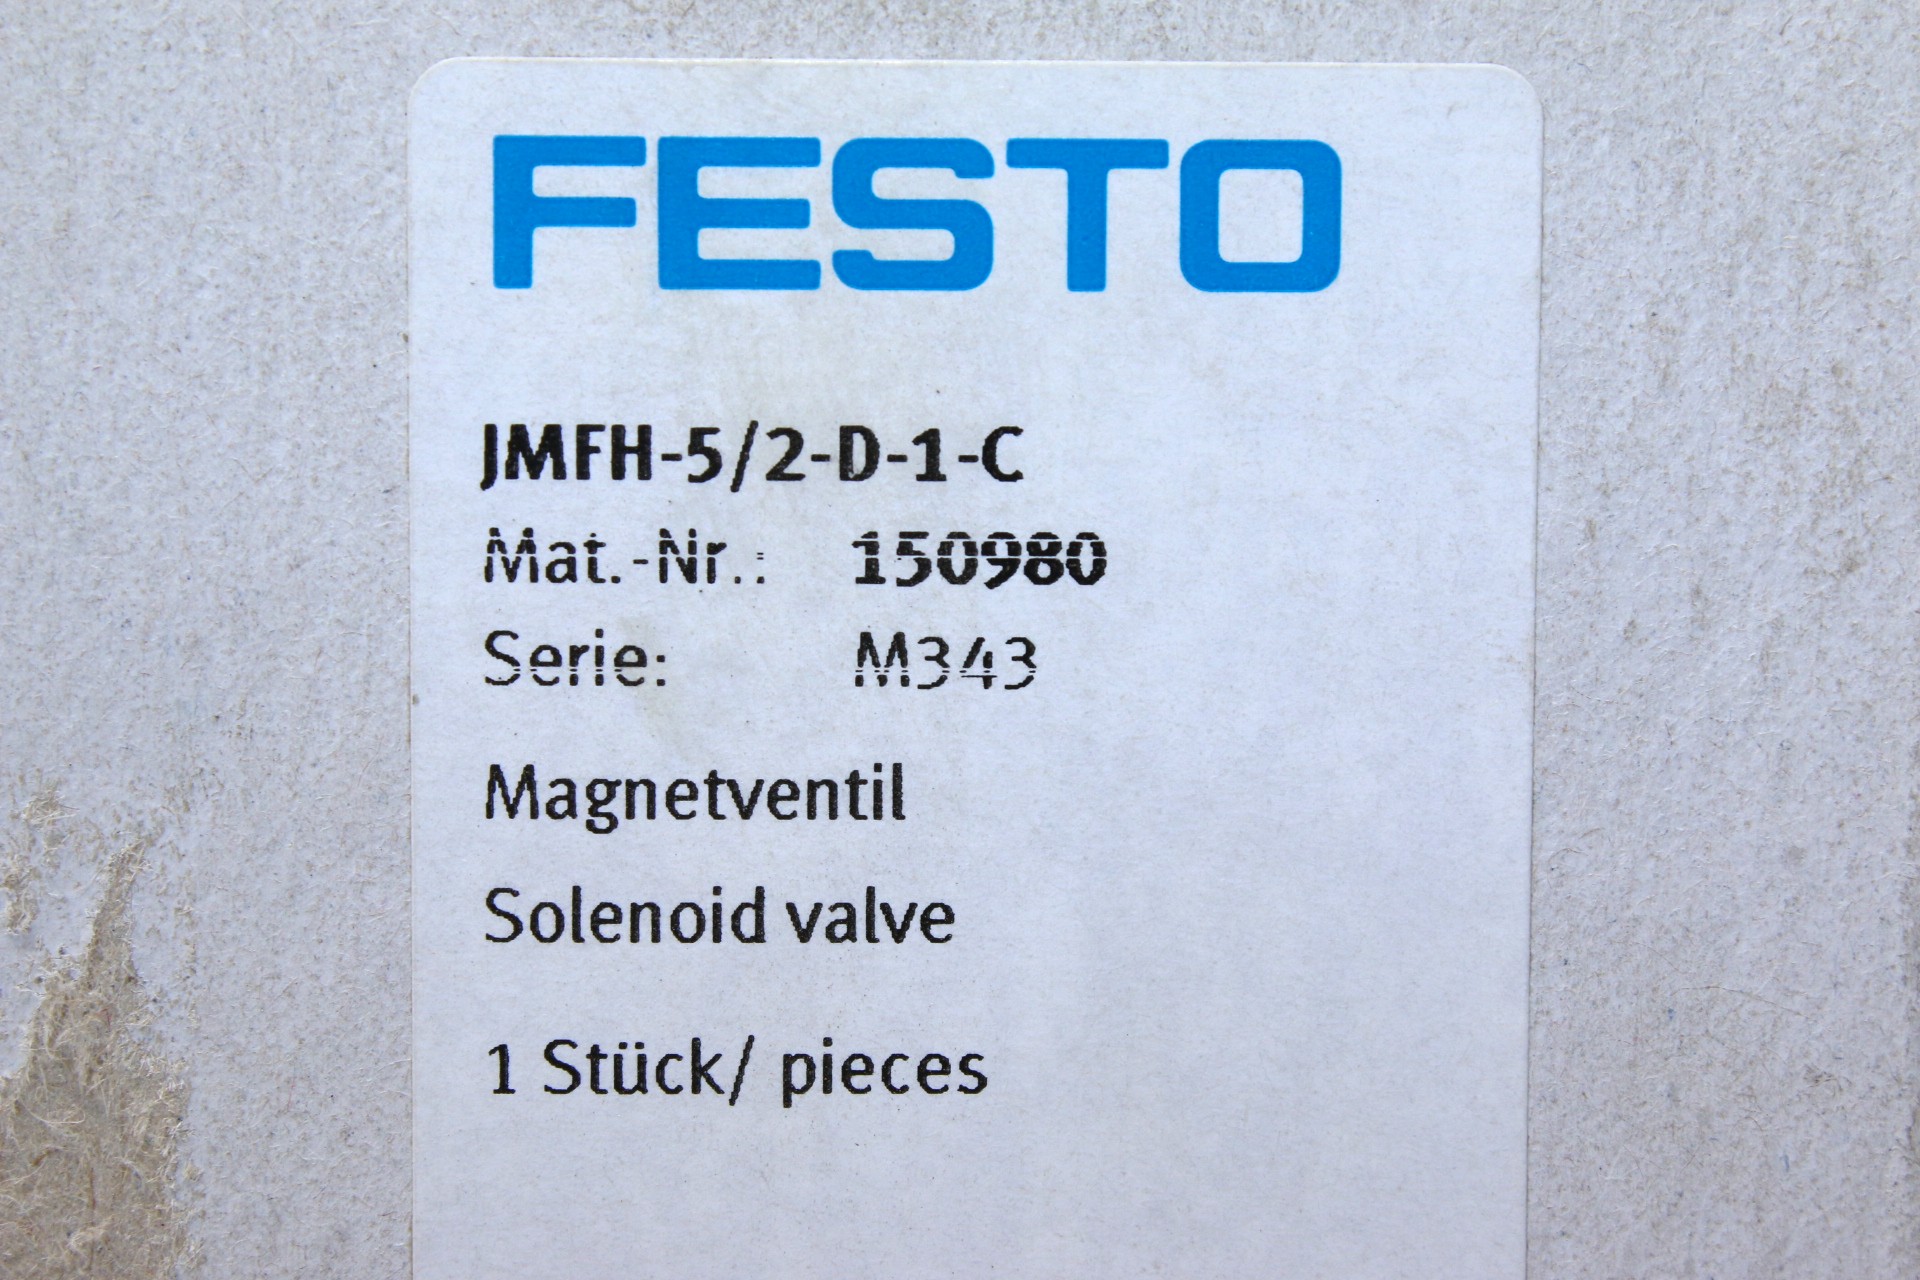 FESTO
JMFH-5/2-D-1-C
Mat.-Nr.: 150980
Serie: M343
Magnetventil
Solenoid valve
1 Stück/ pieces